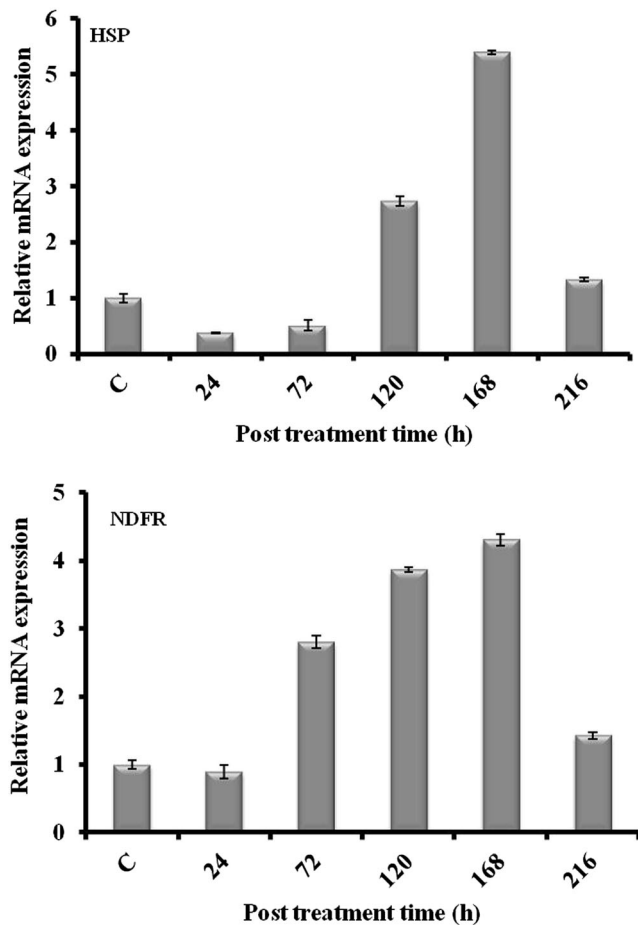 HSP
Relative mRNA expression
6
5
4
3
2
1
0
C
24
72
120
168
216
Post treatment time (h)
NDFR
Relative mRNA expression
5
4
3
2
1
0
C
24
72
120
168
216
Post treatment time (h)